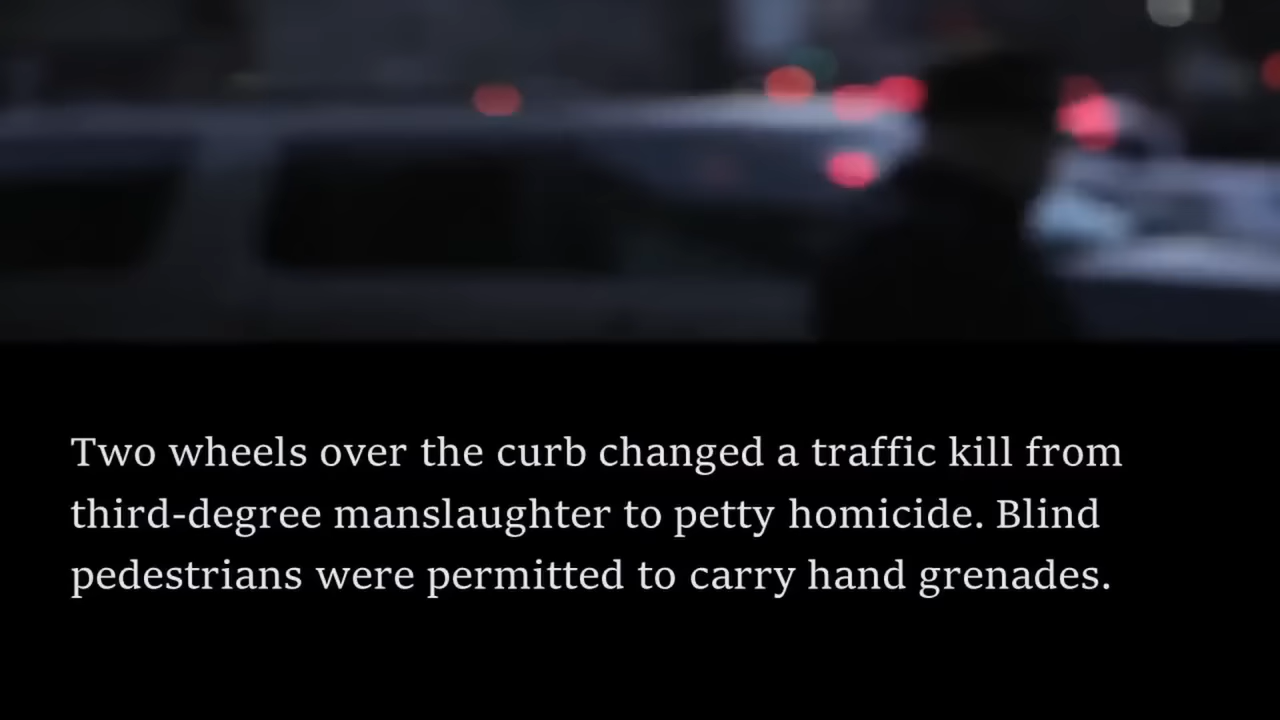 Two wheels over the curb changed a traffic kill from
third-degree manslaughter to petty homicide. Blind
pedestrians were permitted to carry hand grenades.